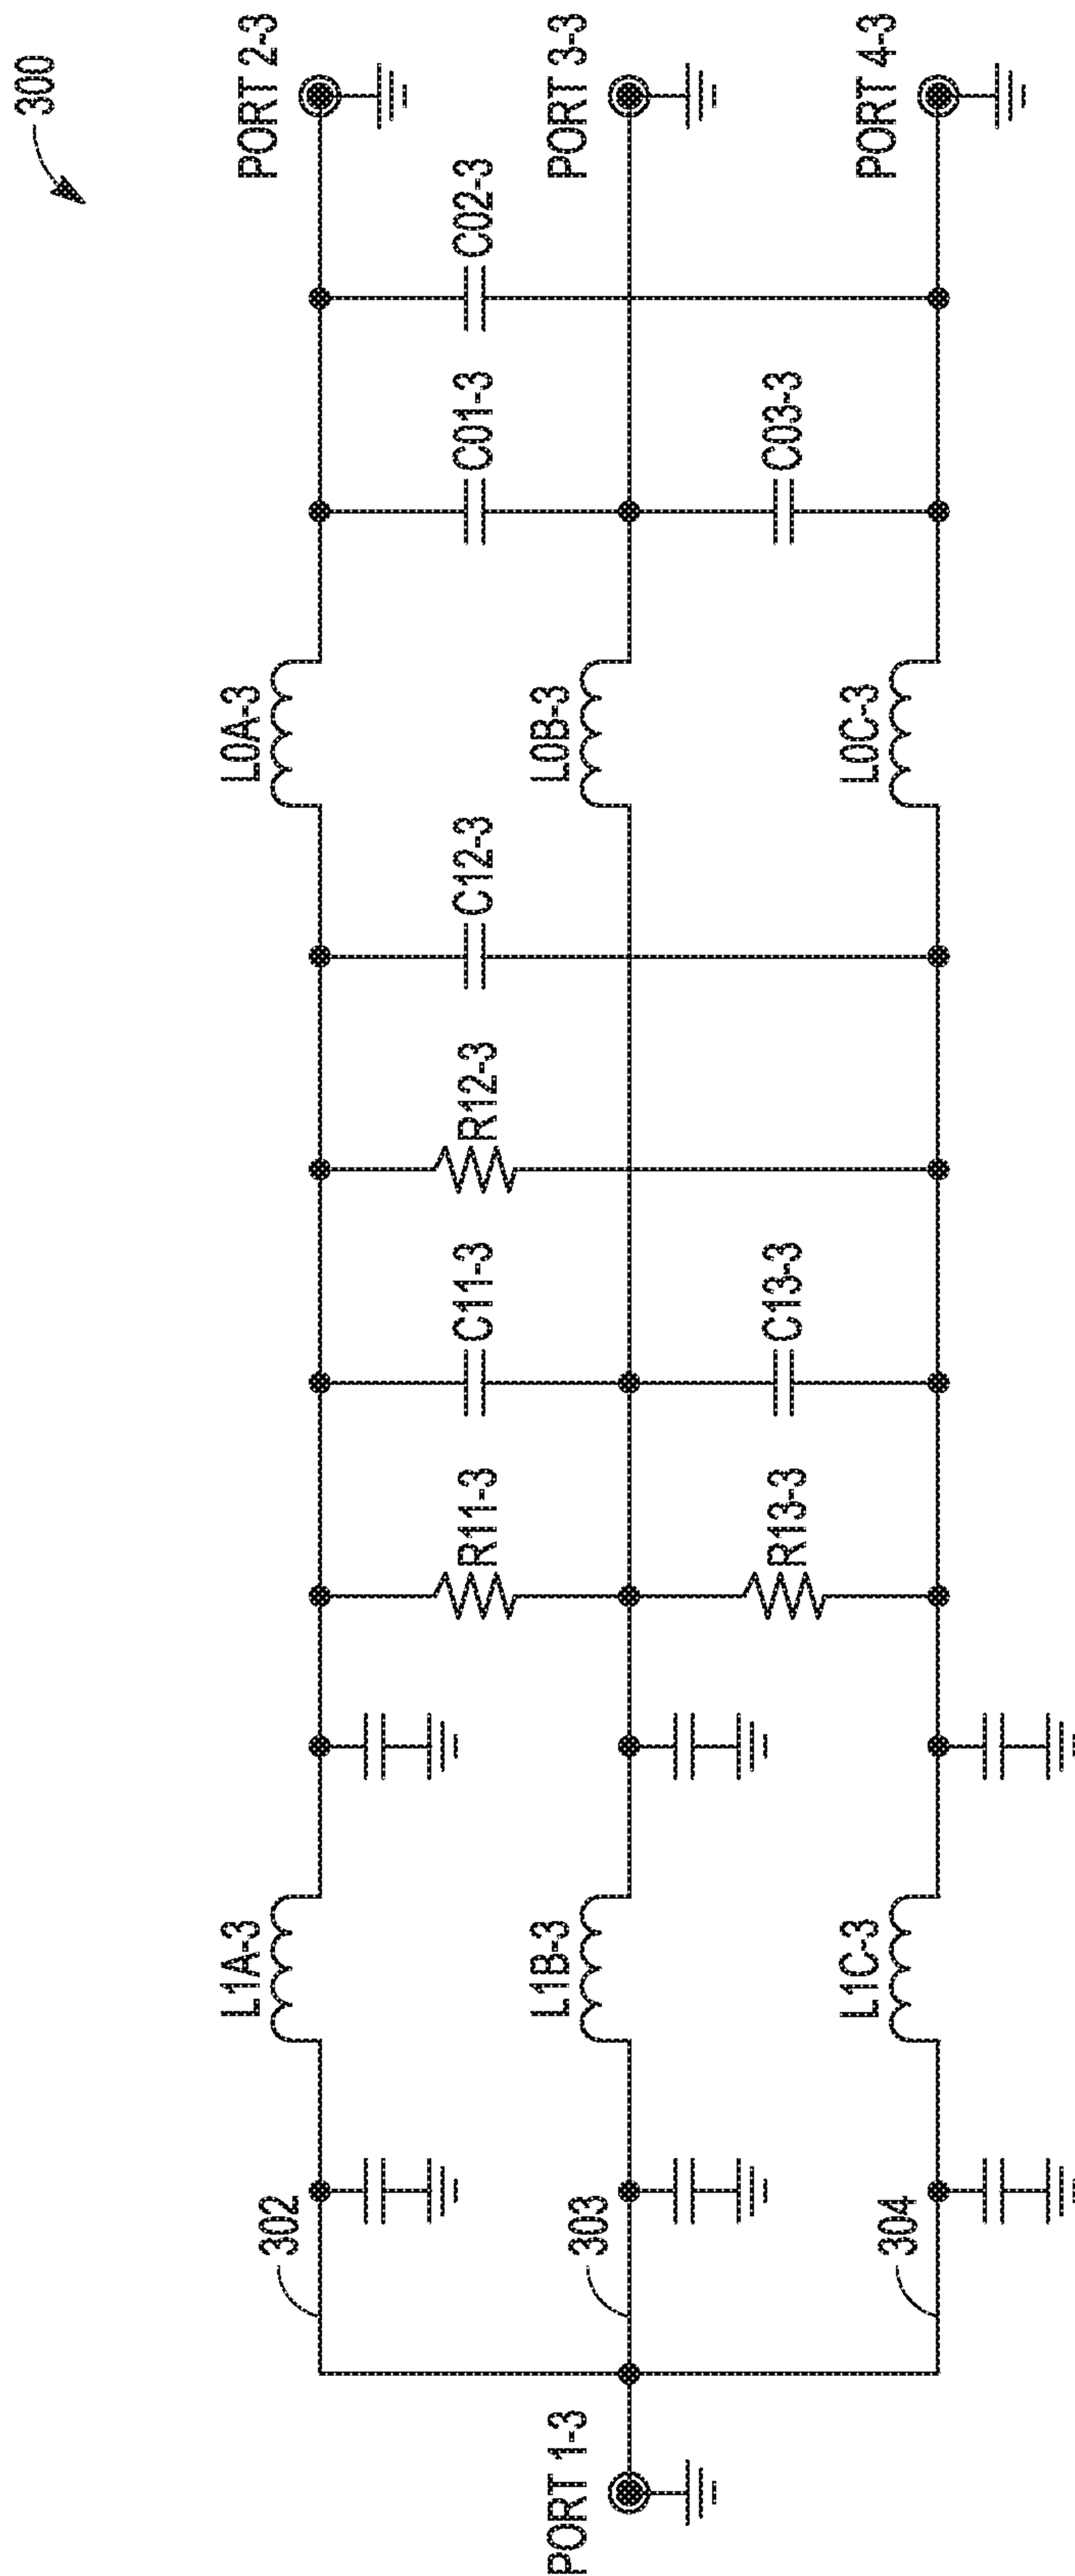 300
PORT 2-3
PORT 3-3
PORT 4-3
C02-3
C01-3
C03-3
L0A-3
L0B-3
L0C-3
C12-3
R12-3
C11-3
C13-3
R11-3
R13-3
L1A-3
L1B-3
L1C-3
302
303
304
PORT 1-3